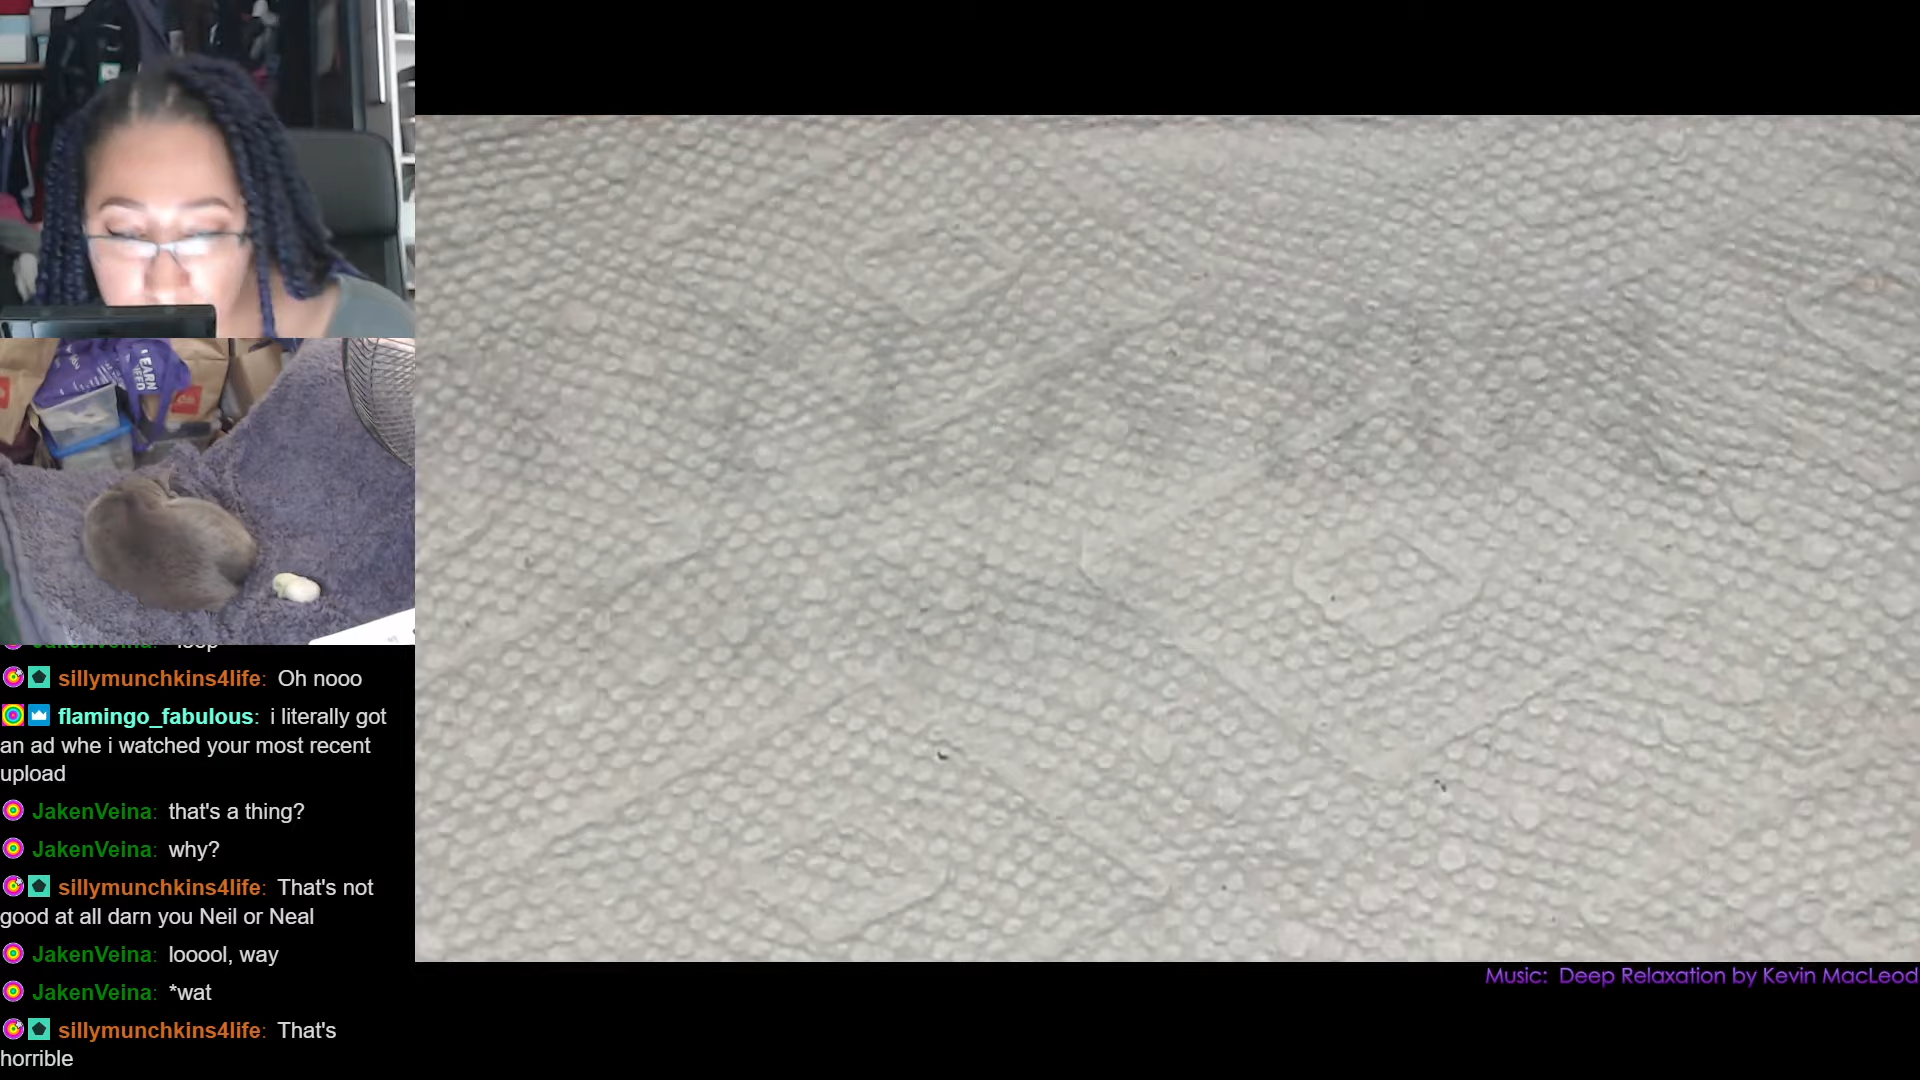 EARN
sillymunchkins4life: Oh nooo
flamingo_fabulous: i literally got
an ad whe i watched your most recent
upload
JakenVeina: that's a thing?
JakenVeina: why?
sillymunchkins4life: That's not
good at all darn you Neil or Neal
JakenVeina: looool, way
JakenVeina: *wat
sillymunchkins4life: That's
horrible
Music: Deep Relaxation by Kevin MacLeod